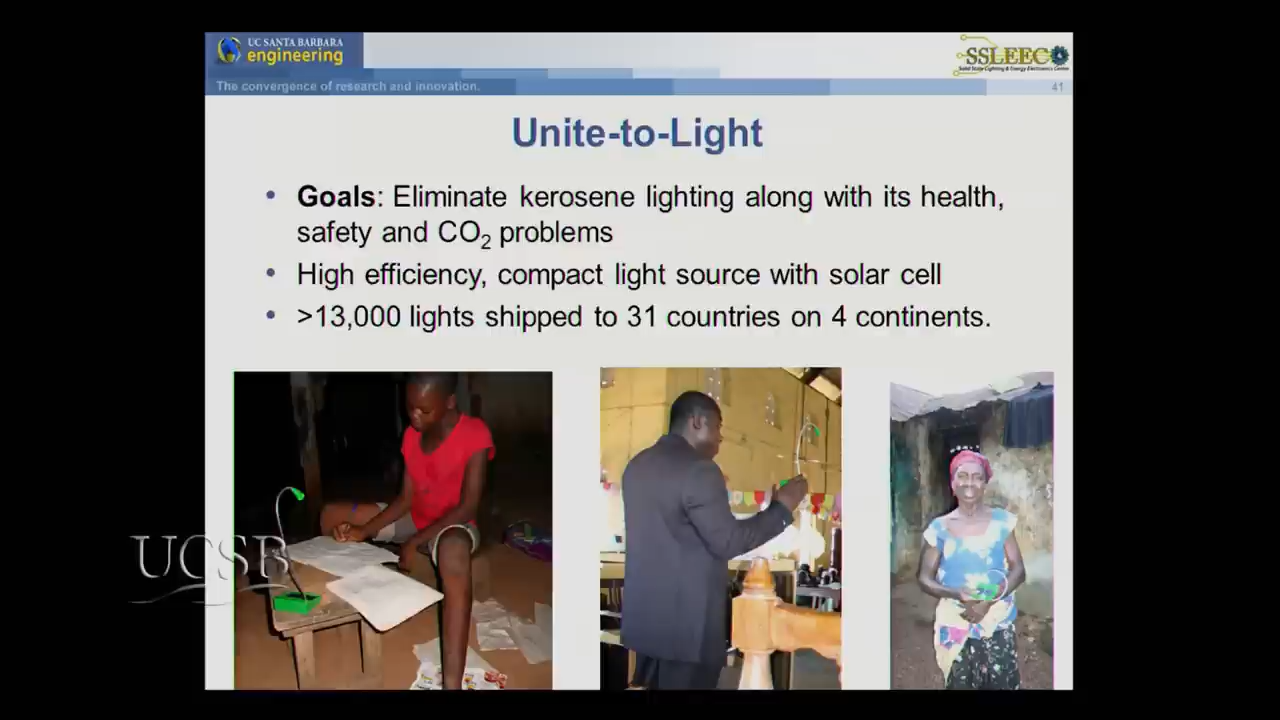 UC SANTA BARBARA
engineering
SSLEEC
Solid State Lighting & Energy Electronics Center
The convergence of research and innovation.
41
Unite-to-Light
• Goals: Eliminate kerosene lighting along with its health,
safety and CO2 problems
• High efficiency, compact light source with solar cell
• >13,000 lights shipped to 31 countries on 4 continents.
UCSB